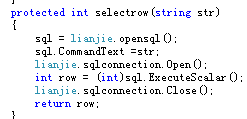 protected int selectrow(string str)
{
sql = lianjie.opensql();
sql.CommandText =str;
lianjie.sqlconnection.Open();
int row = (int)sql.ExecuteScalar();
lianjie.sqlconnection.Close();
return row;
}